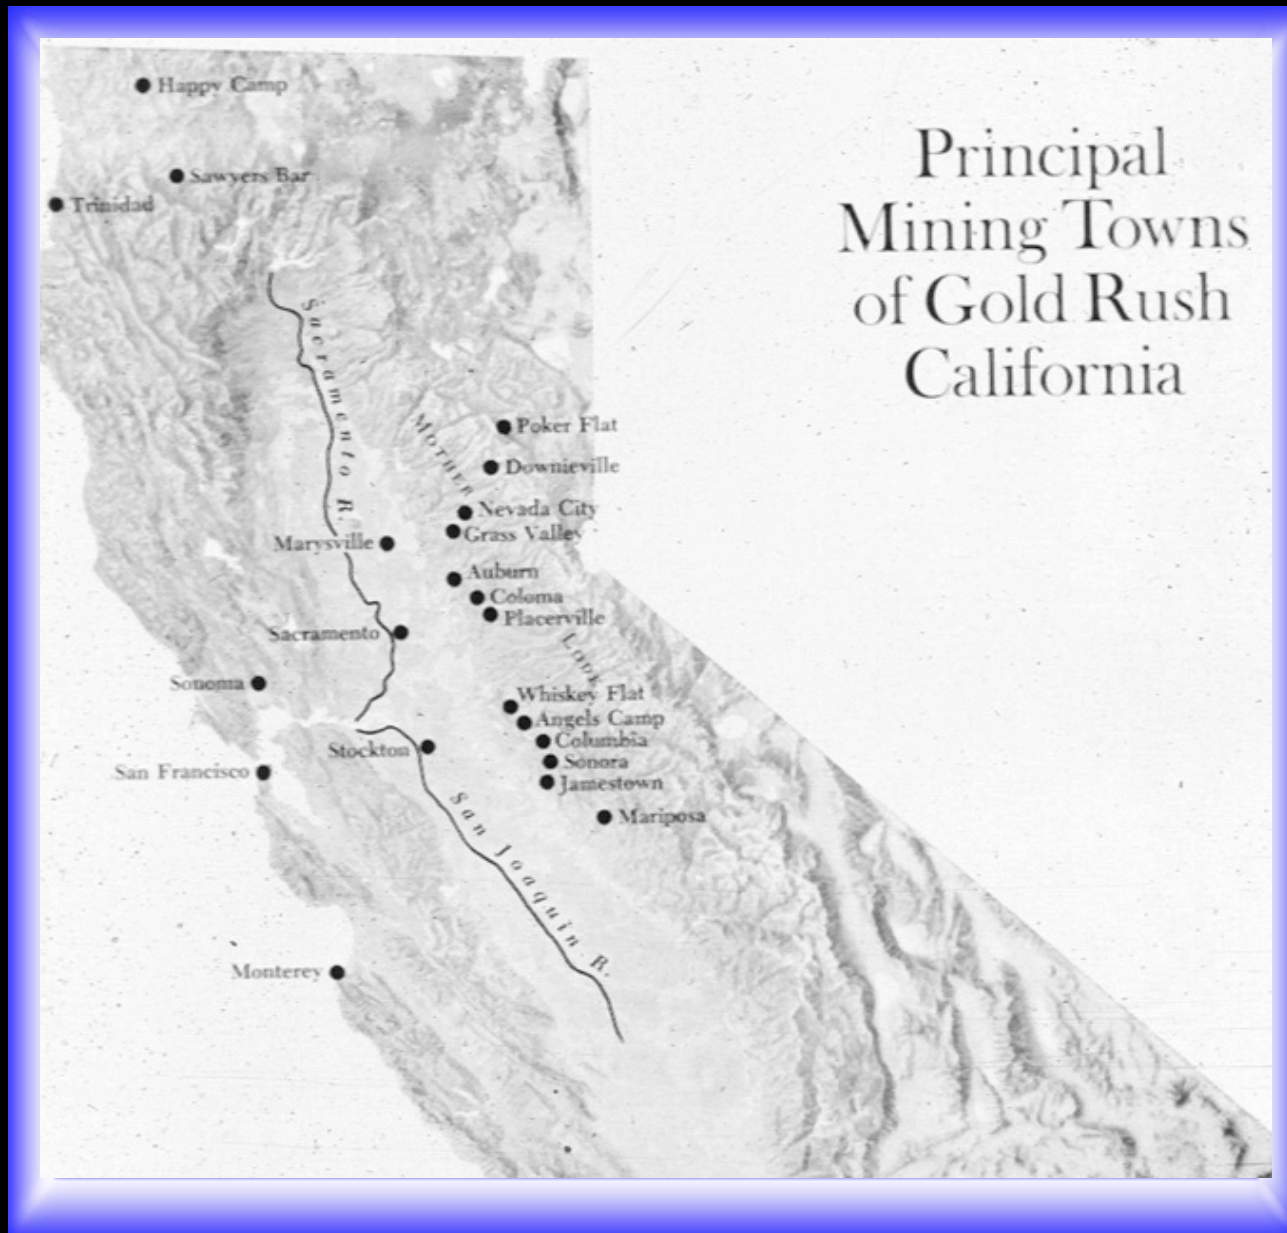 Principal
Mining Towns
of Gold Rush
California
Happy Camp
Sawyers Bar
Trinidad
Sacramento R.
Mother
Poker Flat
Downieville
Nevada City
Grass Valley
Marysville
Auburn
Coloma
Placerville
Sacramento
Lode
Sonoma
Whiskey Flat
Angels Camp
Columbia
Stockton
Sonora
San Francisco
Jamestown
San Joaquin R.
Mariposa
Monterey